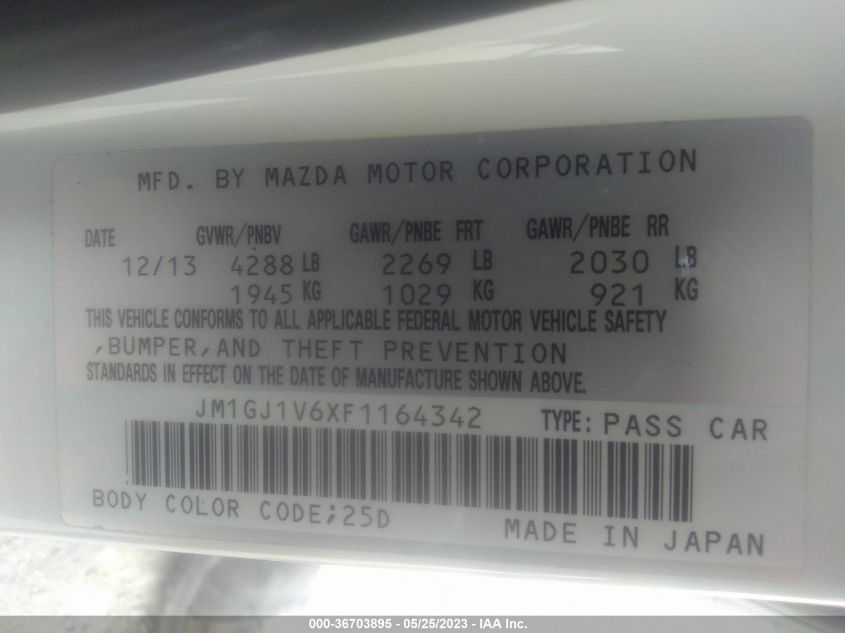 MFD. BY MAZDA MOTOR CORPORATION
DATE GVWR/PNBV GAWR/PNBE FRT GAWR/PNBE RR
12/13 4288 LB 2269 LB 2030 LB
1945 KG 1029 KG 921 KG
THIS VEHICLE CONFORMS TO ALL APPLICABLE FEDERAL MOTOR VEHICLE SAFETY
,BUMPER,AND THEFT PREVENTION
STANDARDS IN EFFECT ON THE DATE OF MANUFACTURE SHOWN ABOVE.
JM1GJ1V6XF1164342 TYPE: PASS CAR
BODY COLOR CODE;25D
MADE IN JAPAN
000-36703895 - 05/25/2023 - IAA Inc.